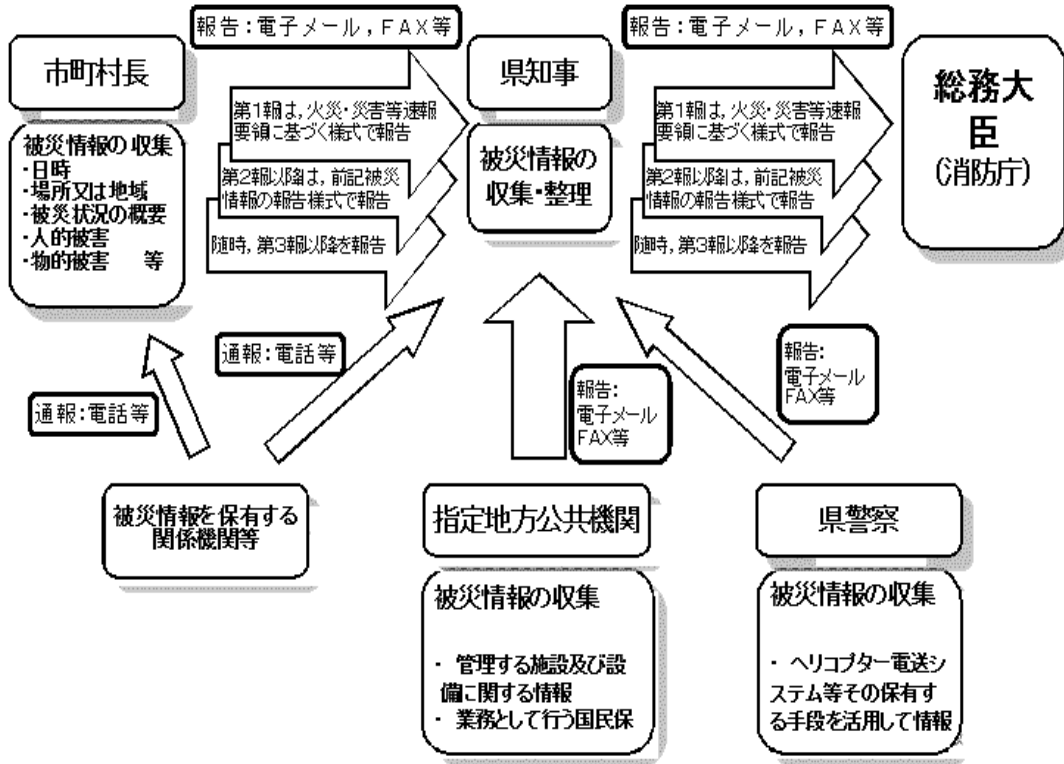 報告：電子メール，FAX等
報告：電子メール，FAX等
市町村長
県知事
総務大
臣
（消防庁）
第1報は，火災・災害等速報
要領に基づく様式で報告
第2報以降は，前記被災
情報の報告様式で報告
随時，第3報以降を報告
第1報は，火災・災害等速報
要領に基づく様式で報告
第2報以降は，前記被災
情報の報告様式で報告
随時，第3報以降を報告
被災情報の収集
・日時
・場所又は地域
・被災状況の概要
・人的被害
・物的被害　等
被災情報の
収集・整理
通報：電話等
通報：電話等
報告：
電子メール
FAX等
報告：
電子メール
FAX等
被災情報を保有する
関係機関等
指定地方公共機関
県警察
被災情報の収集
・ 管理する施設及び設
備に関する情報
・ 業務として行う国民保
被災情報の収集
・ ヘリコプター電送シ
ステム等その保有す
る手段を活用して情報